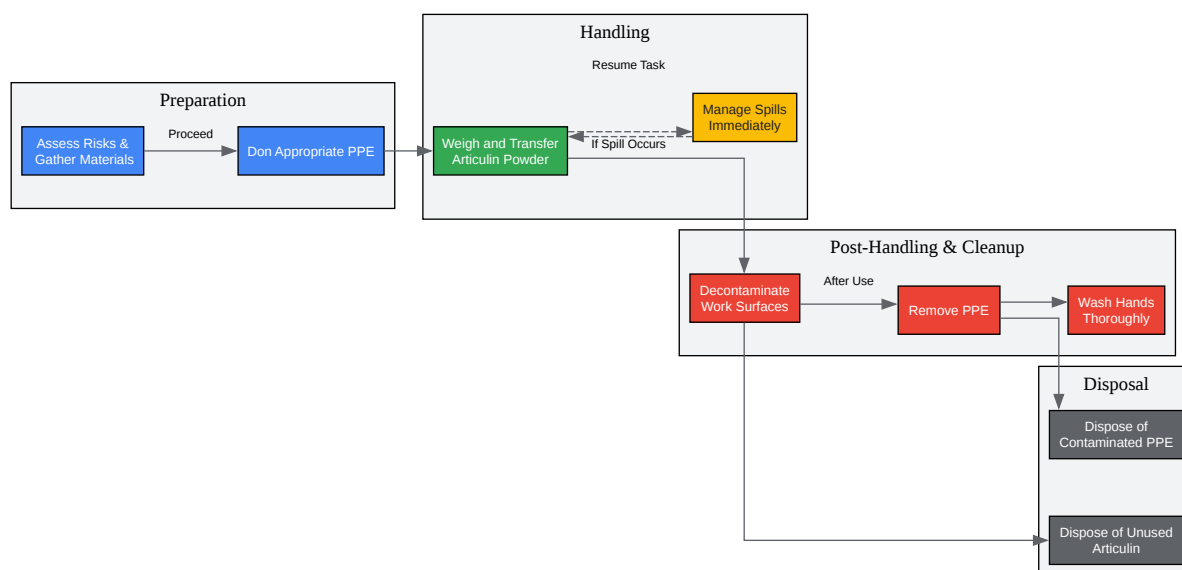 Handling
Resume Task
Preparation
Proceed
Assess Risks &
Gather Materials
Don Appropriate PPE
Weigh and Transfer
Articulin Powder
If Spill Occurs
Manage Spills
Immediately
Post-Handling & Cleanup
Decontaminate
Work Surfaces
After Use
Remove PPE
Wash Hands
Thoroughly
Disposal
Dispose of
Contaminated PPE
Dispose of Unused
Articulin